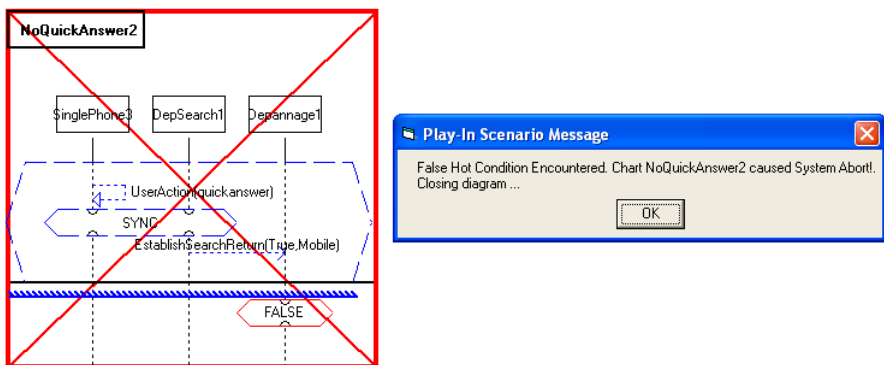 NoQuickAnswer2
SinglePhone3 DepSearch1 Depannage1
UserAction(quickanswer)
SYNC
EstablishSearchReturn(True,Mobile)
FALSE
Play-In Scenario Message
False Hot Condition Encountered. Chart NoQuickAnswer2 caused System Abort!.
Closing diagram ...
OK